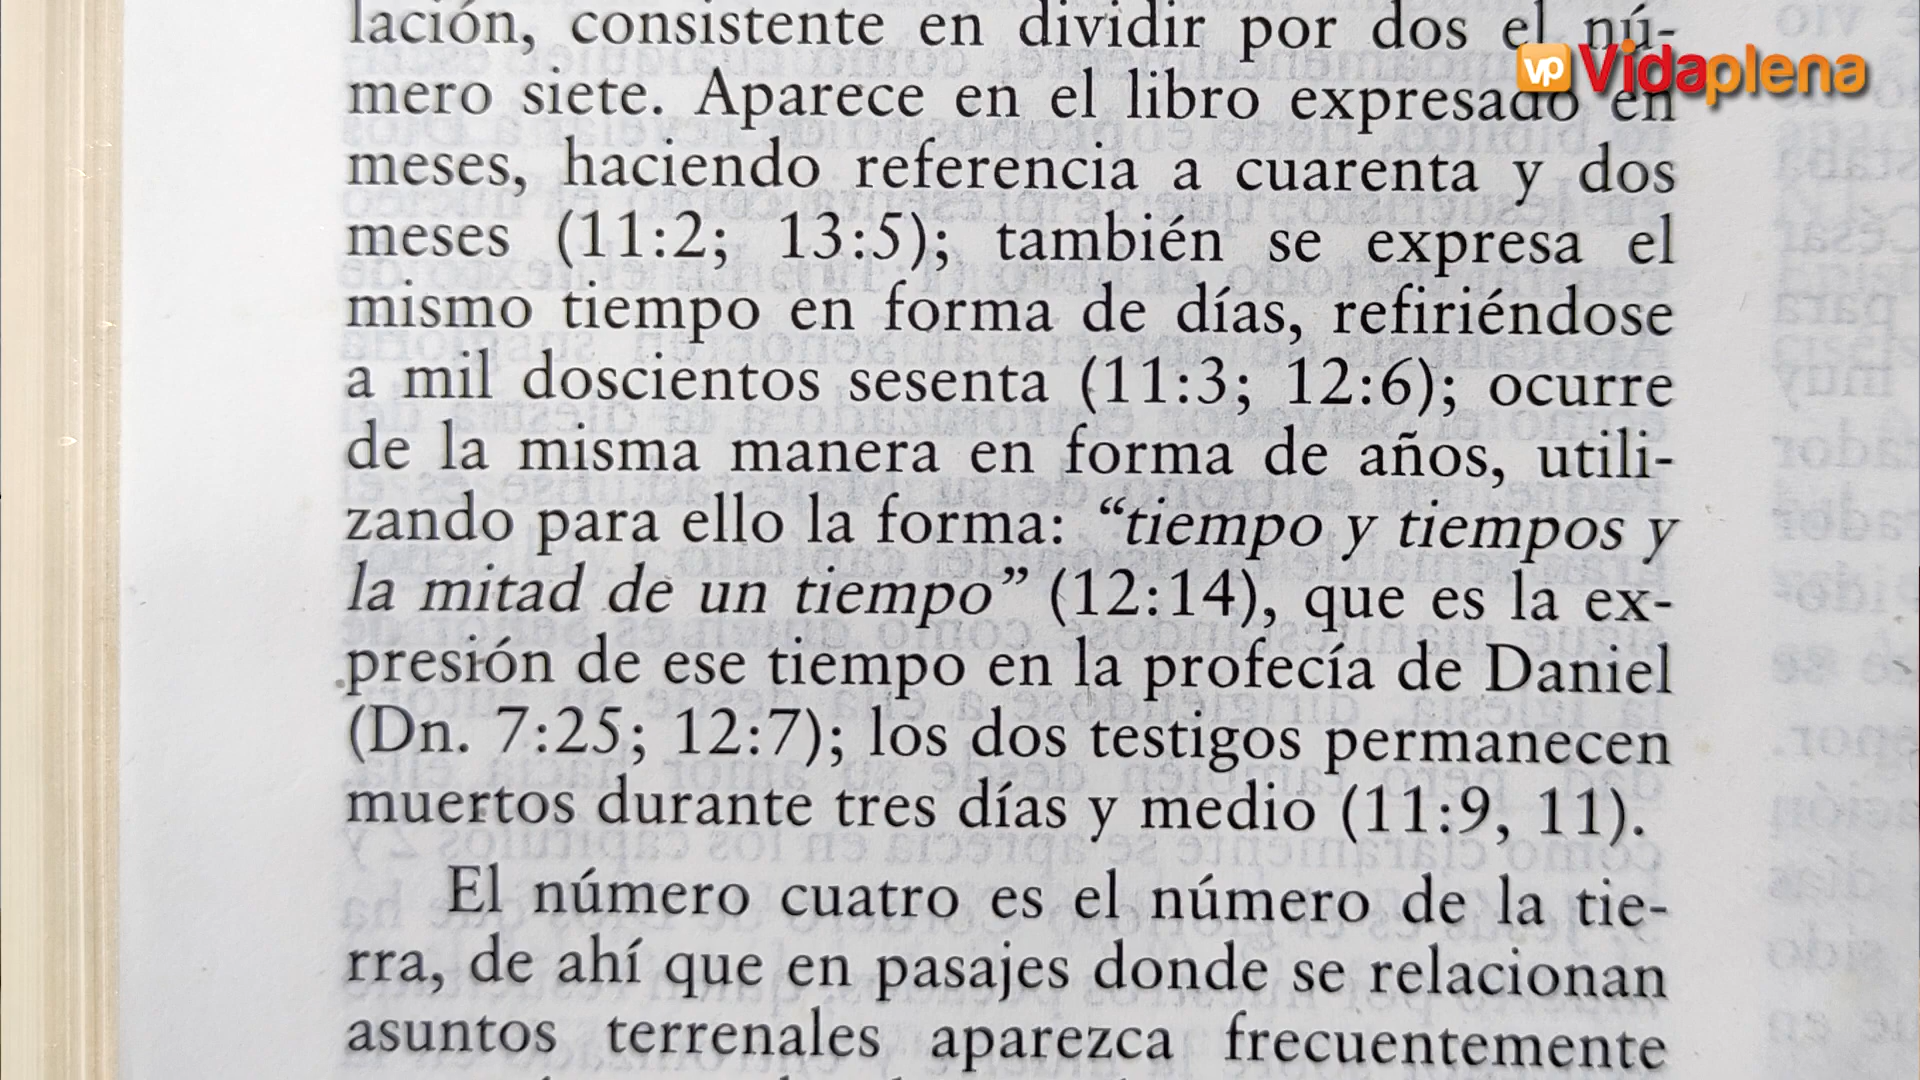 lación, consistente en dividir por dos el nú-
mero siete. Aparece en el libro expresado en
meses, haciendo referencia a cuarenta y dos
meses (11:2; 13:5); también se expresa el
mismo tiempo en forma de días, refiriéndose
a mil doscientos sesenta (11:3; 12:6); ocurre
de la misma manera en forma de años, utili-
zando para ello la forma: “tiempo y tiempos y
la mitad de un tiempo” (12:14), que es la ex-
presión de ese tiempo en la profecía de Daniel
(Dn. 7:25; 12:7); los dos testigos permanecen
muertos durante tres días y medio (11:9, 11).
El número cuatro es el número de la tie-
rra, de ahí que en pasajes donde se relacionan
asuntos terrenales aparezca frecuentemente
vp Vidaplena